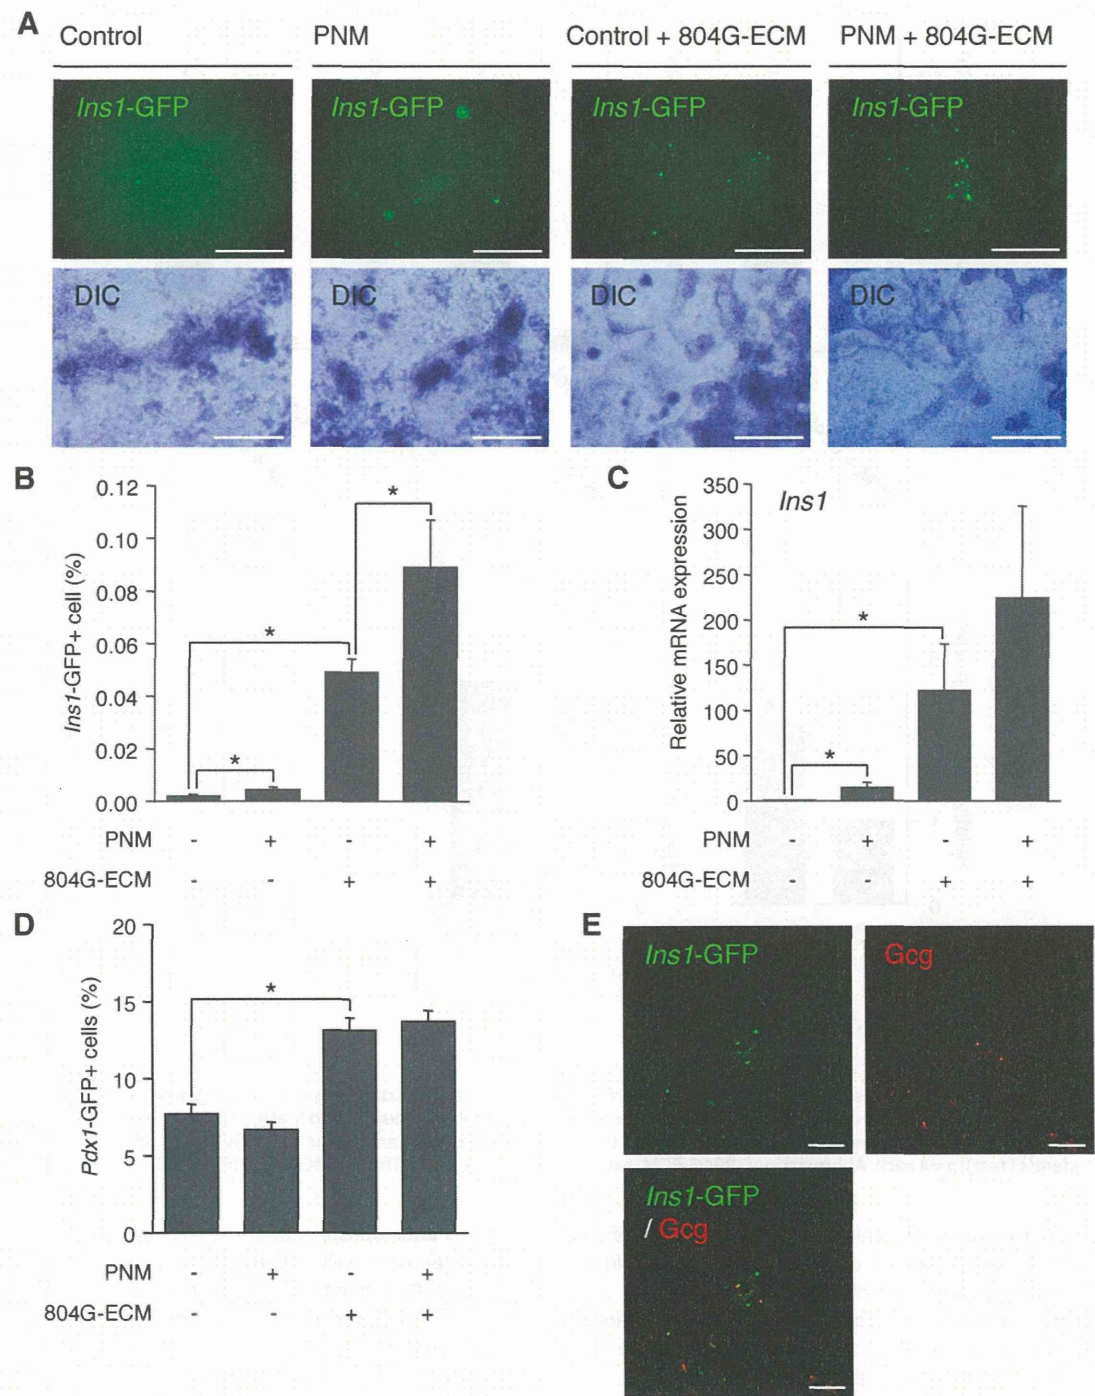 A
Control
PNM
Control + 804G-ECM
PNM + 804G-ECM
Ins1-GFP
Ins1-GFP
Ins1-GFP
Ins1-GFP
DIC
DIC
DIC
DIC
B
0.12
0.10
0.08
0.06
0.04
0.02
0.00
Ins1-GFP+ cell (%)
*
*
*
PNM - + - +
804G-ECM - - + +
C
350
300
250
200
150
100
50
0
Relative mRNA expression
Ins1
*
*
PNM - + - +
804G-ECM - - + +
D
20
15
10
5
0
Pdx1-GFP+ cells (%)
*
PNM - + - +
804G-ECM - - + +
E
Ins1-GFP
Gcg
Ins1-GFP
/ Gcg